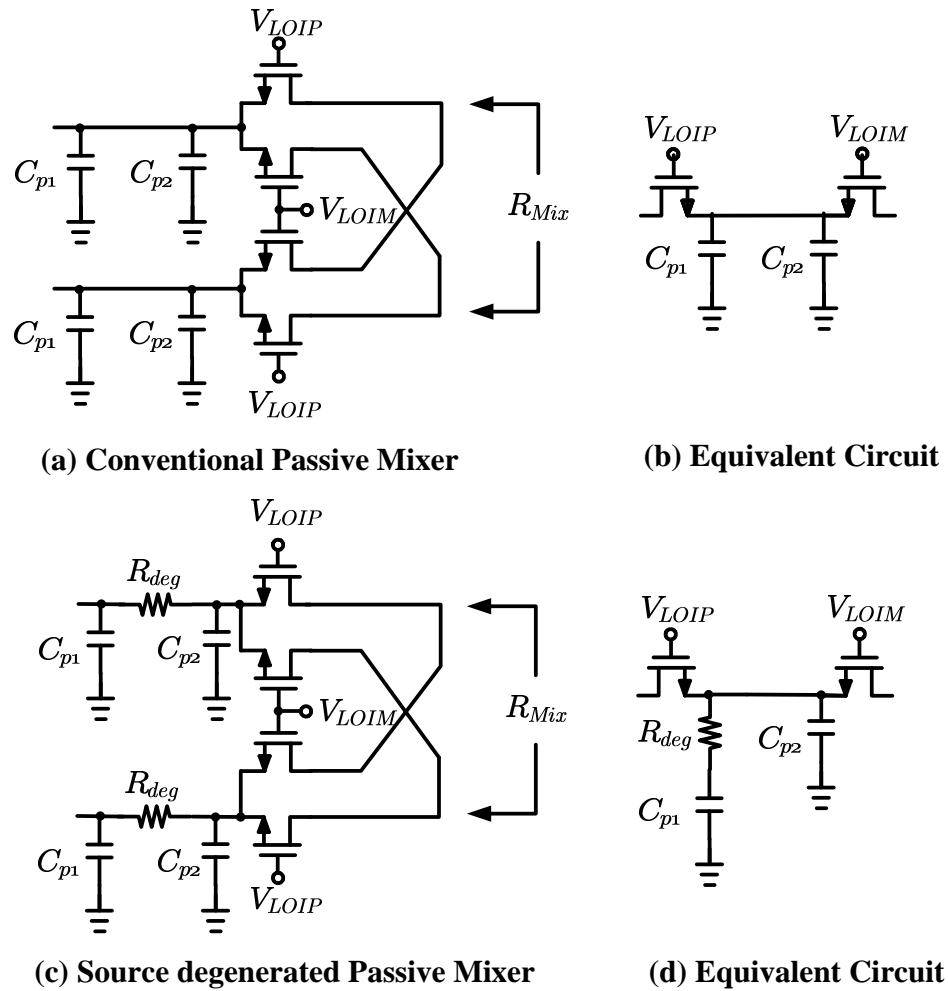 V_LOIP
C_p1
C_p2
V_LOIM
R_Mix
C_p1
C_p2
V_LOIP
(a) Conventional Passive Mixer
V_LOIP
V_LOIM
C_p1
C_p2
(b) Equivalent Circuit
V_LOIP
R_deg
C_p1
C_p2
V_LOIM
R_Mix
R_deg
C_p1
C_p2
V_LOIP
(c) Source degenerated Passive Mixer
V_LOIP
V_LOIM
R_deg
C_p2
C_p1
(d) Equivalent Circuit